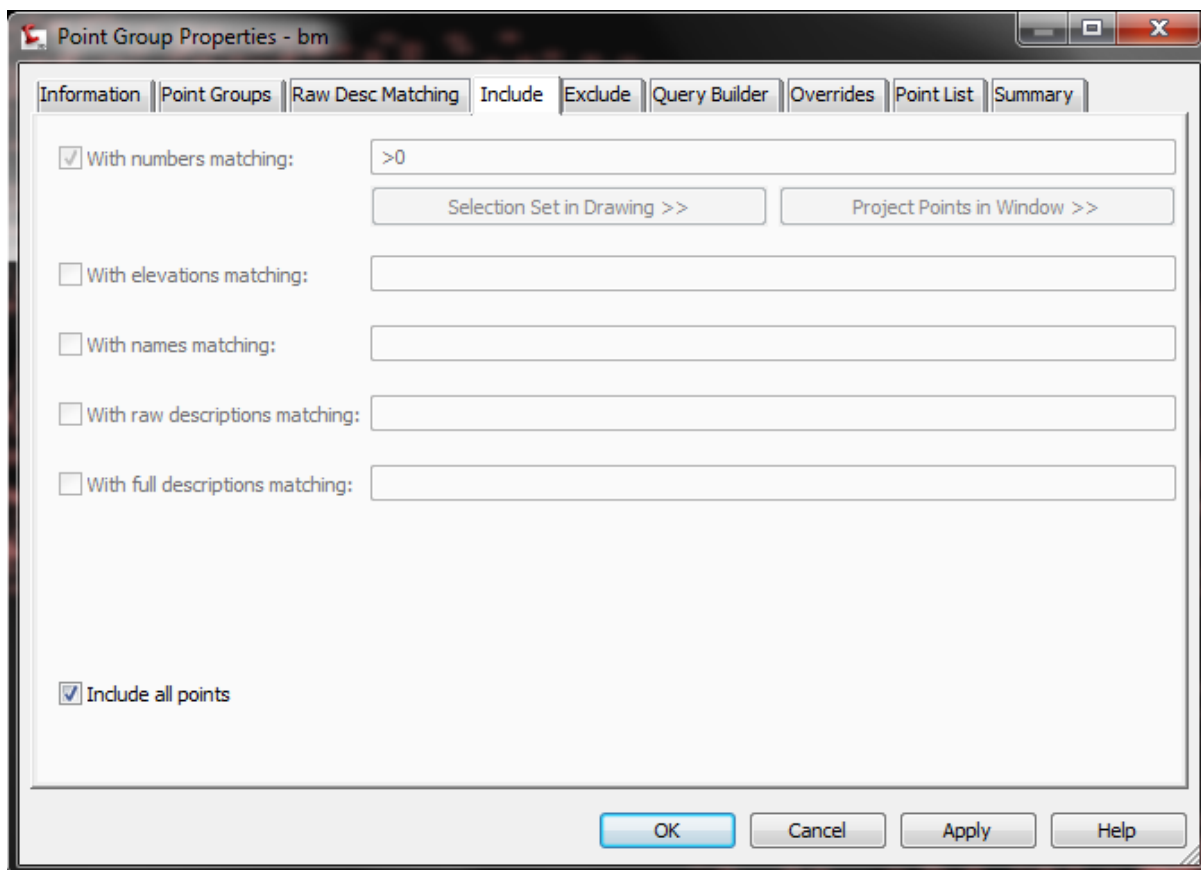 Point Group Properties - bm
Information Point Groups Raw Desc Matching Include Exclude Query Builder Overrides Point List Summary
With numbers matching: >0
Selection Set in Drawing >> Project Points in Window >>
With elevations matching:
With names matching:
With raw descriptions matching:
With full descriptions matching:
Include all points
OK Cancel Apply Help